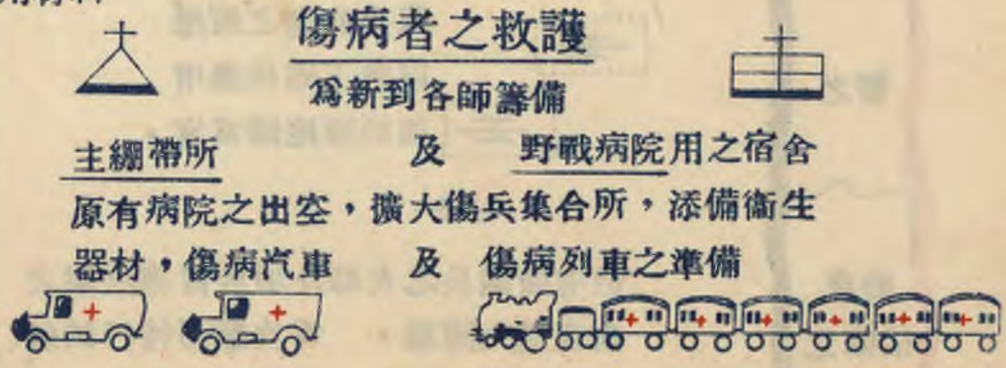 傷病者之救護
爲新到各師籌備
主綳帶所 及 野戰病院用之宿舍
原有病院之出空，擴大傷兵集合所，添備衞生
器材，傷病汽車 及 傷病列車之準備